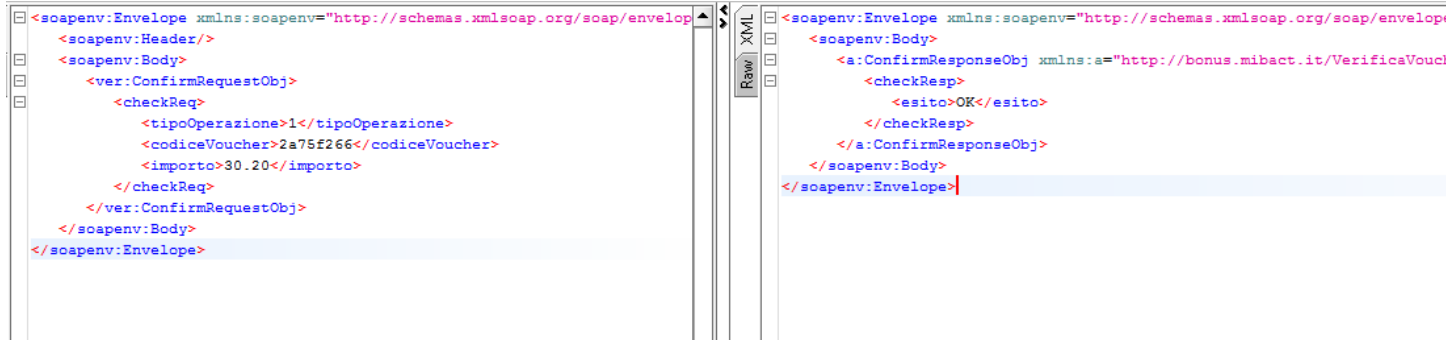 <soapenv:Envelope xmlns:soapenv="http://schemas.xmlsoap.org/soap/envelop
<soapenv:Header/>
<soapenv:Body>
<ver:ConfirmRequestObj>
<checkReq>
<tipoOperazione>1</tipoOperazione>
<codiceVoucher>2a75f266</codiceVoucher>
<importo>30.20</importo>
</checkReq>
</ver:ConfirmRequestObj>
</soapenv:Body>
</soapenv:Envelope>
XML
Raw
<soapenv:Envelope xmlns:soapenv="http://schemas.xmlsoap.org/soap/envelope
<soapenv:Body>
<a:ConfirmResponseObj xmlns:a="http://bonus.mibact.it/VerificaVouch
<checkResp>
<esito>OK</esito>
</checkResp>
</a:ConfirmResponseObj>
</soapenv:Body>
</soapenv:Envelope>